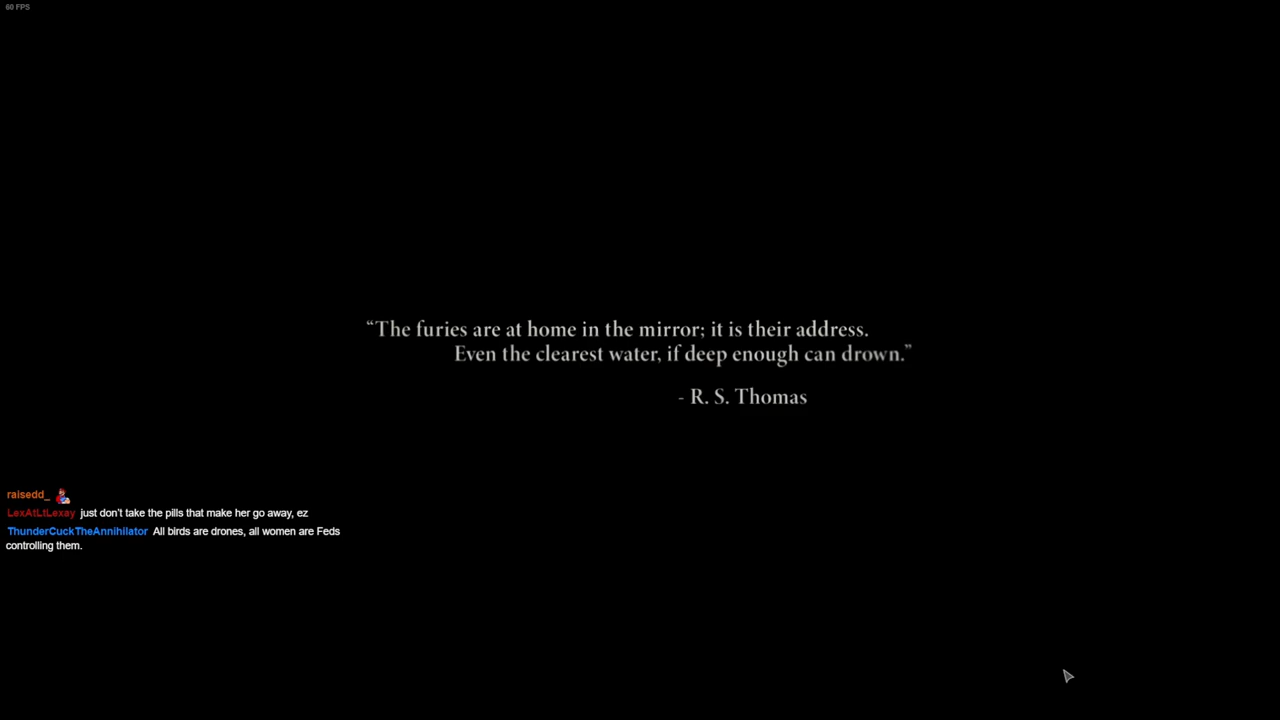 60 FPS
“The furies are at home in the mirror; it is their address.
Even the clearest water, if deep enough can drown.”
- R. S. Thomas
raisedd_
LexAtLtLexay just don't take the pills that make her go away, ez
ThunderCuckTheAnnihilator All birds are drones, all women are Feds
controlling them.